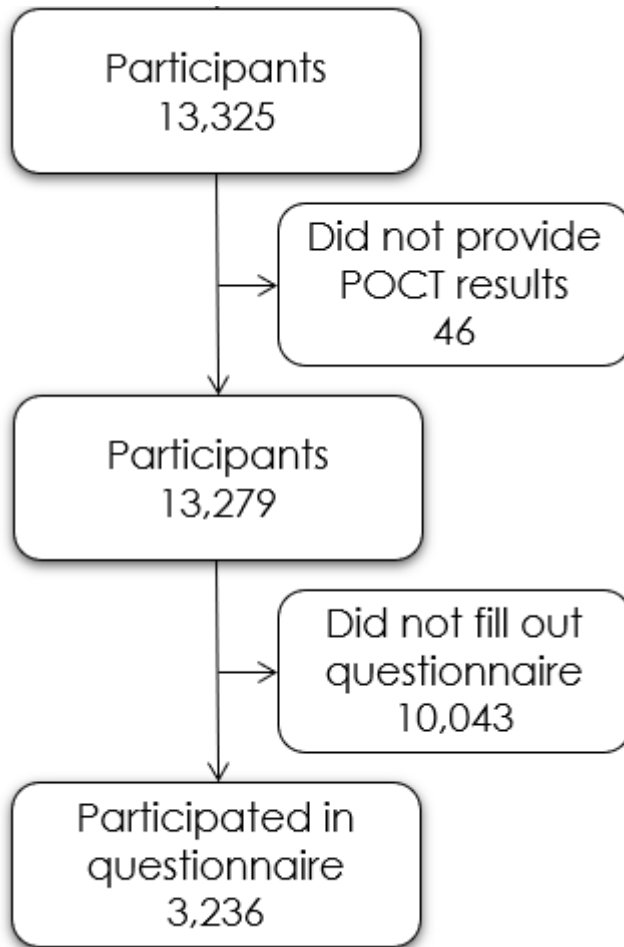 Participants
13,325
Did not provide
POCT results
46
Participants
13,279
Did not fill out
questionnaire
10,043
Participated in
questionnaire
3,236